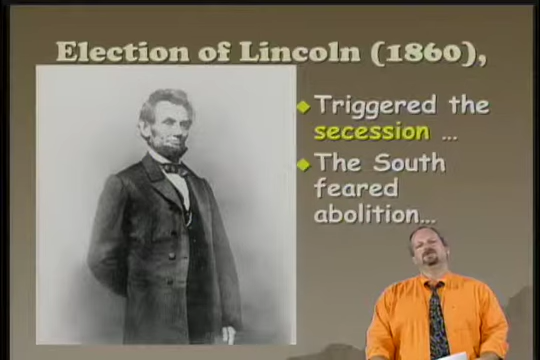 Election of Lincoln (1860),
Triggered the
secession ...
The South
feared
abolition...